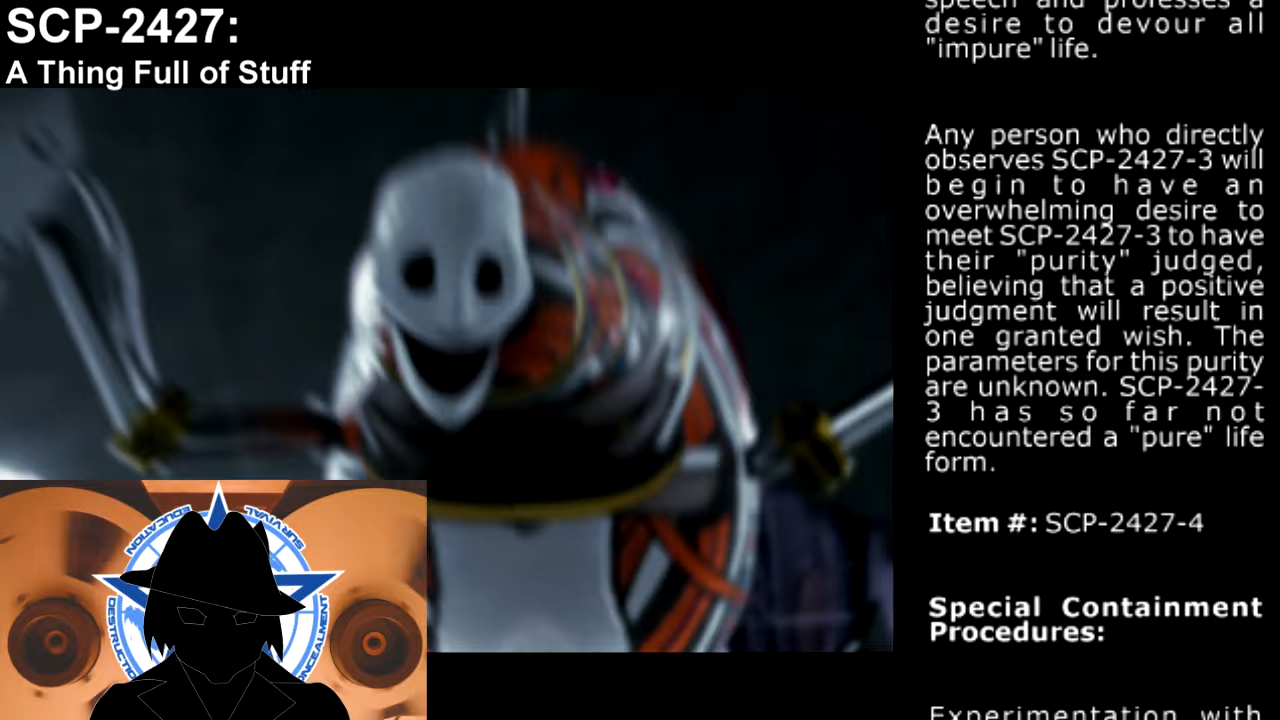 SCP-2427:
A Thing Full of Stuff
speech and professes a
desire to devour all
"impure" life.
Any person who directly
observes SCP-2427-3 will
begin to have an
overwhelming desire to
meet SCP-2427-3 to have
their "purity" judged,
believing that a positive
judgment will result in
one granted wish. The
parameters for this purity
are unknown. SCP-2427-
3 has so far not
encountered a "pure" life
form.
Item #: SCP-2427-4
Special Containment
Procedures:
Experimentation with
EDUCATION
SURVIVAL